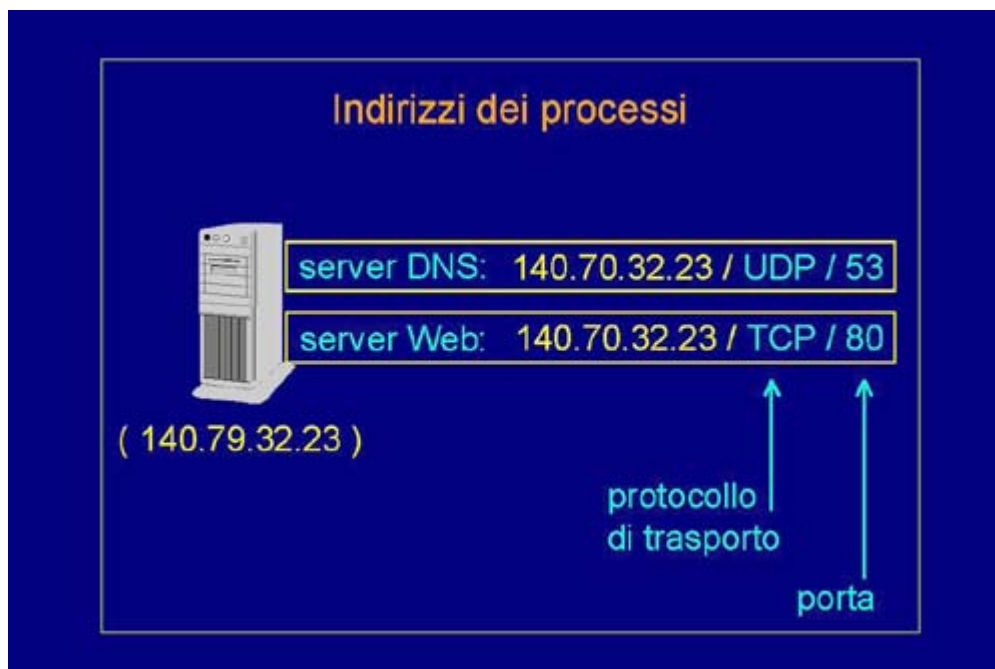 Indirizzi dei processi
server DNS: 140.70.32.23 / UDP / 53
server Web: 140.70.32.23 / TCP / 80
( 140.79.32.23 )
protocollo
di trasporto
porta